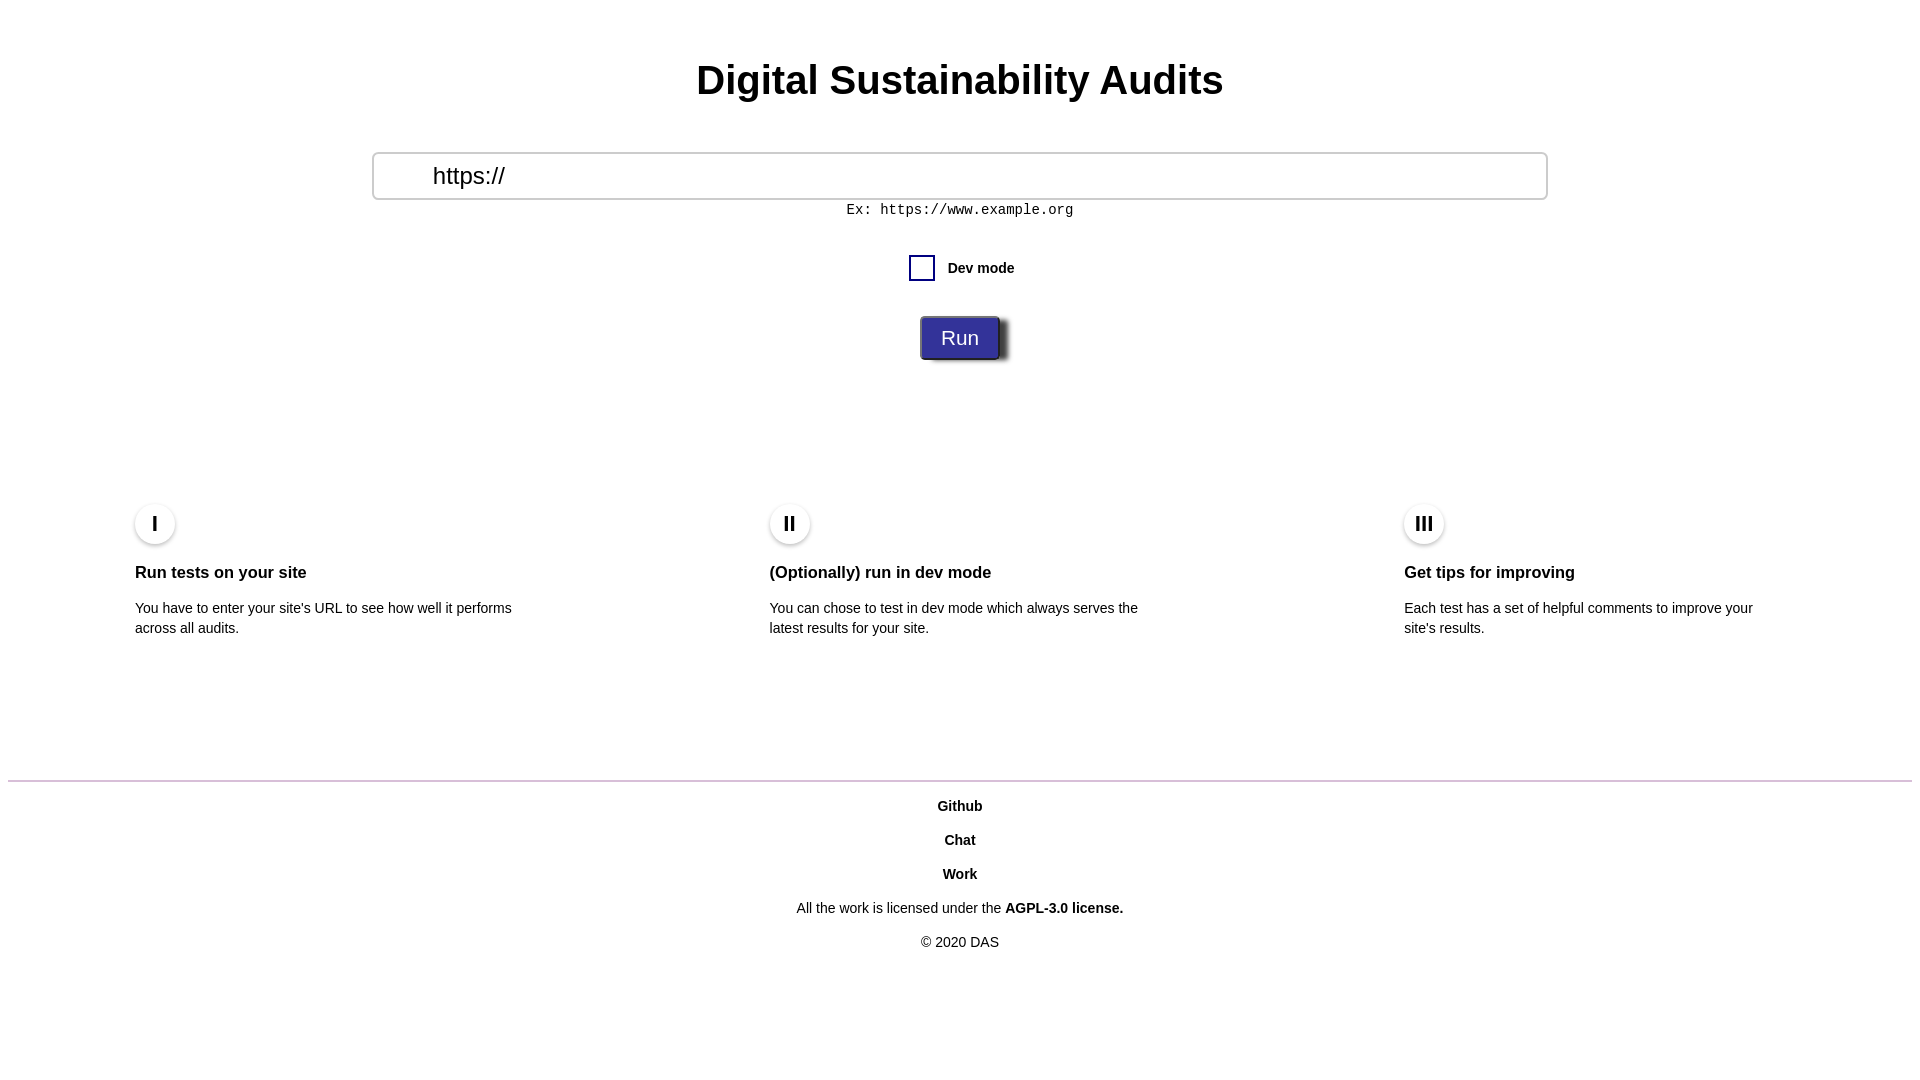 Digital Sustainability Audits
https://
Ex: https://www.example.org
Dev mode
Run
I
Run tests on your site
You have to enter your site's URL to see how well it performs
across all audits.
II
(Optionally) run in dev mode
You can chose to test in dev mode which always serves the
latest results for your site.
III
Get tips for improving
Each test has a set of helpful comments to improve your
site's results.
Github
Chat
Work
All the work is licensed under the AGPL-3.0 license.
© 2020 DAS